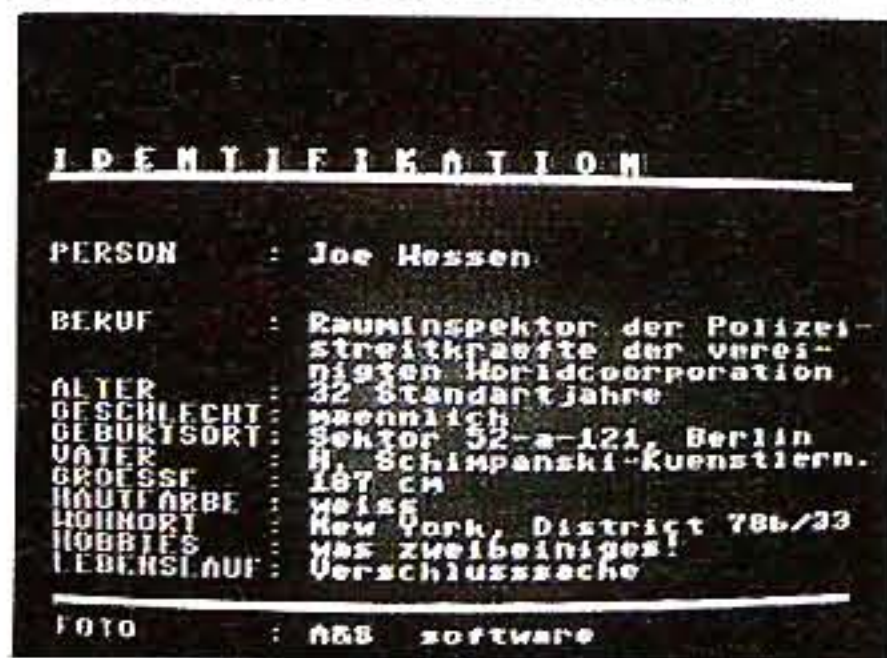 IDENTIFIKATION
PERSON : Joe Hessen
BERUF : Rauminspektor der Polizei-
streitkraefte der verei-
nigten Worldcoorporation
ALTER : 32 Standartjahre
GESCHLECHT: maennlich
GEBURTSORT: Sektor 52-a-121, Berlin
VATER : H. Schimpanski-Kuenstlern.
GROESSE : 187 cm
HAUTFARBE : weiss
WOHNORT : New York, District 78b/33
HOBBIES : was zweibeiniges!
LEBENSLAUF: Verschlusssache
FOTO : A&S software